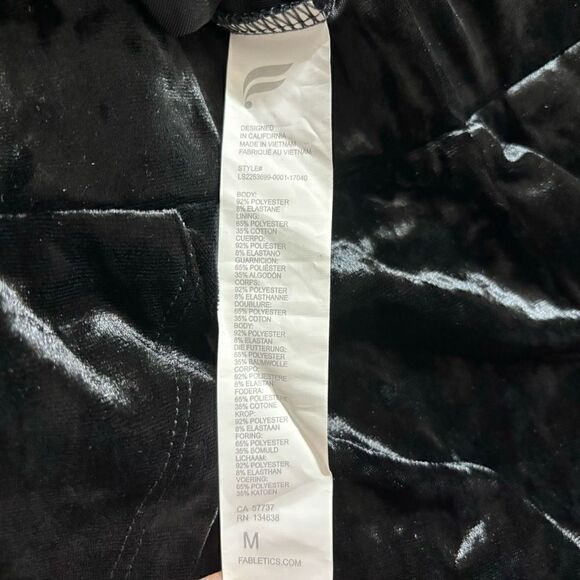 DESIGNED
IN CALIFORNIA
MADE IN VIETNAM
FABRIQUÉ AU VIETNAM
STYLE#
LS2253699-0001-17040
BODY:
92% POLYESTER
8% ELASTANE
LINING:
65% POLYESTER
35% COTTON
CUERPO:
92% POLIÉSTER
8% ELASTANO
GUARNICION:
65% POLIÉSTER
35% ALGODÓN
CORPS:
92% POLYESTER
8% ELASTHANNE
DOUBLURE:
65% POLYESTER
35% COTON
BODY:
92% POLYESTER
8% ELASTAN
DIE FUTTERUNG:
65% POLYESTER
35% BAUMWOLLE
CORPO:
92% POLIESTERE
8% ELASTAN
FODERA:
65% POLIESTERE
35% COTONE
KROP:
92% POLYESTER
8% ELASTAAN
FORING:
65% POLYESTER
35% BOMULD
LICHAAM:
92% POLYESTER
8% ELASTHAN
VOERING:
65% POLYESTER
35% KATOEN
CA 57737
RN 134638
M
FABLETICS.COM